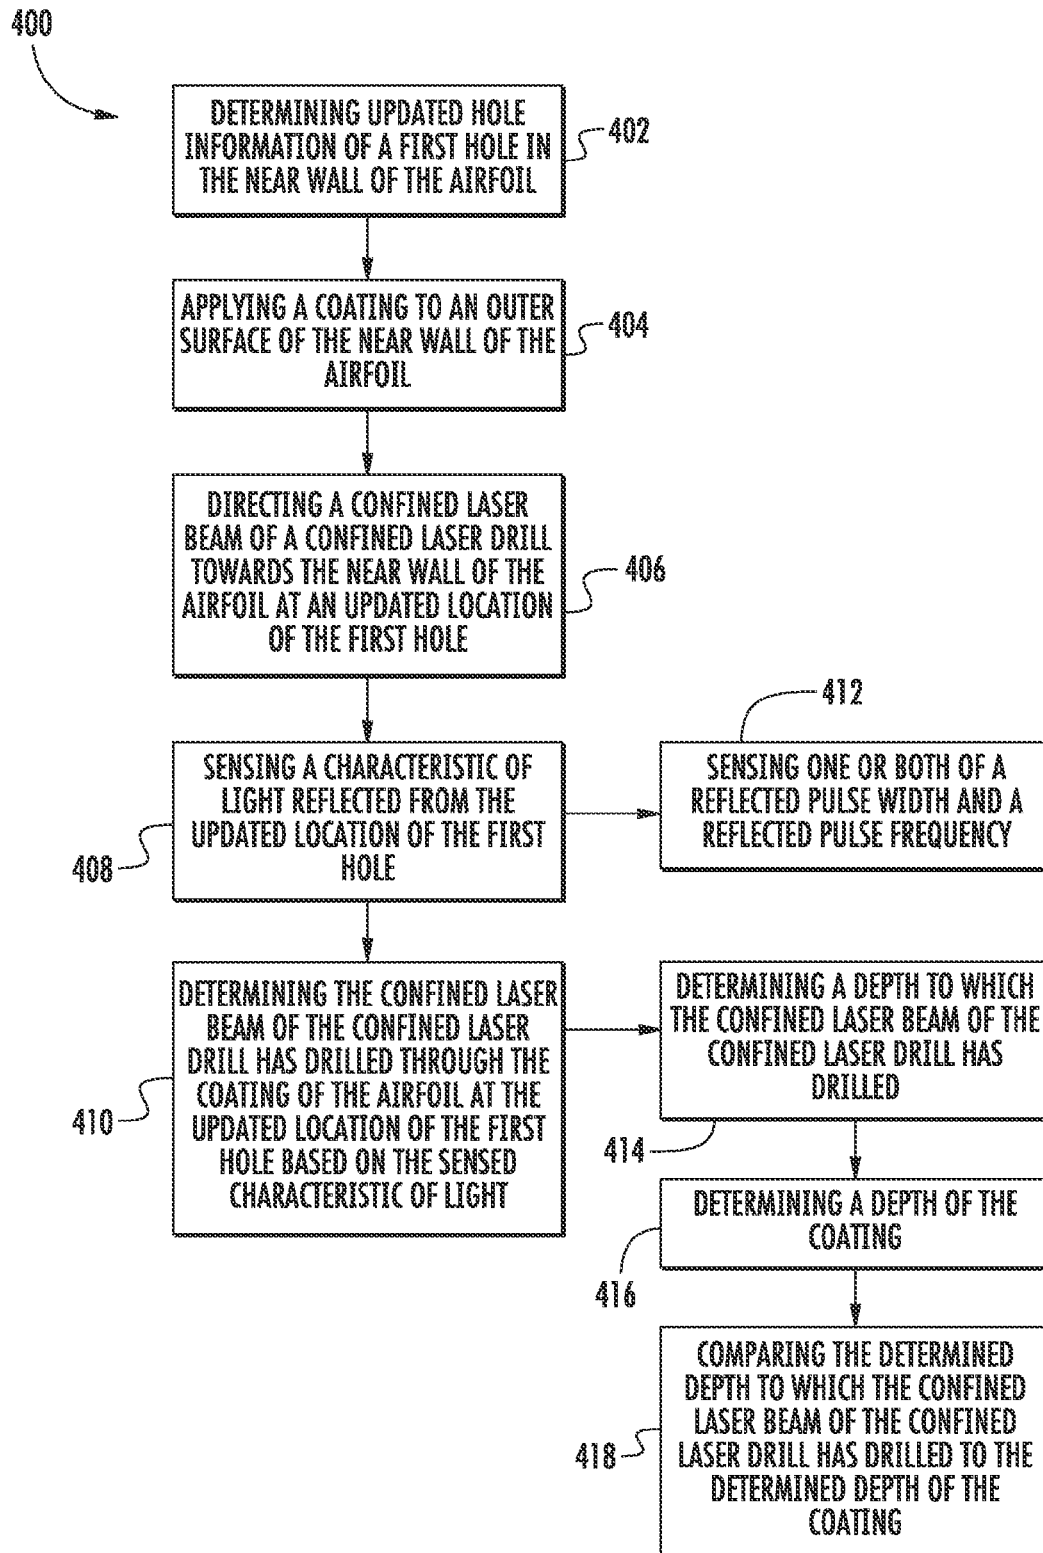 400
DETERMINING UPDATED HOLE
INFORMATION OF A FIRST HOLE IN
THE NEAR WALL OF THE AIRFOIL
402
APPLYING A COATING TO AN OUTER
SURFACE OF THE NEAR WALL OF THE
AIRFOIL
404
DIRECTING A CONFINED LASER
BEAM OF A CONFINED LASER DRILL
TOWARDS THE NEAR WALL OF THE
AIRFOIL AT AN UPDATED LOCATION
OF THE FIRST HOLE
406
SENSING A CHARACTERISTIC OF
LIGHT REFLECTED FROM THE
UPDATED LOCATION OF THE FIRST
HOLE
408
412
SENSING ONE OR BOTH OF A
REFLECTED PULSE WIDTH AND A
REFLECTED PULSE FREQUENCY
DETERMINING THE CONFINED LASER
BEAM OF THE CONFINED LASER
DRILL HAS DRILLED THROUGH THE
COATING OF THE AIRFOIL AT THE
UPDATED LOCATION OF THE FIRST
HOLE BASED ON THE SENSED
CHARACTERISTIC OF LIGHT
410
DETERMINING A DEPTH TO WHICH
THE CONFINED LASER BEAM OF THE
CONFINED LASER DRILL HAS
DRILLED
414
DETERMINING A DEPTH OF THE
COATING
416
COMPARING THE DETERMINED
DEPTH TO WHICH THE CONFINED
LASER BEAM OF THE CONFINED
LASER DRILL HAS DRILLED TO THE
DETERMINED DEPTH OF THE
COATING
418